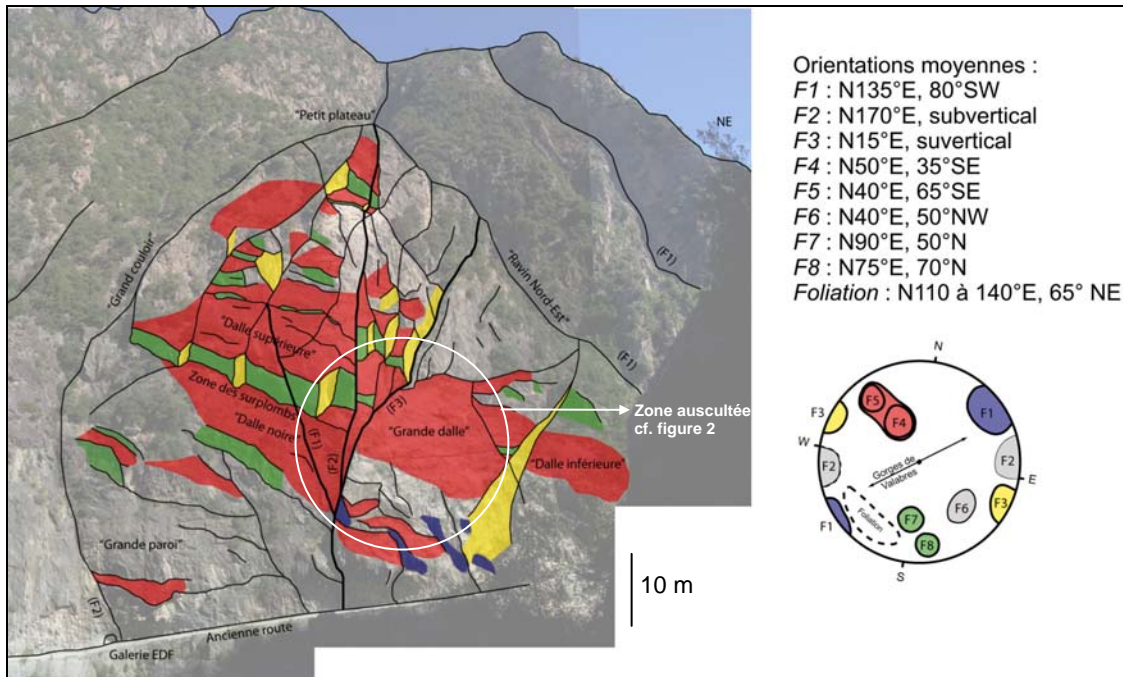 "Petit plateau"
NE
"Grand couloir"
"Ravin Nord-Est"
(F1)
(F1)
"Dalle supérieure"
Zone des surplombs
"Dalle noire"
(F1)
(F2)
(F3)
"Grande dalle"
Zone auscultée
cf. figure 2
"Dalle inférieure"
"Grande paroi"
(F2)
Ancienne route
Galerie EDF
10 m
Orientations moyennes :
F1 : N135°E, 80°SW
F2 : N170°E, subvertical
F3 : N15°E, suvertical
F4 : N50°E, 35°SE
F5 : N40°E, 65°SE
F6 : N40°E, 50°NW
F7 : N90°E, 50°N
F8 : N75°E, 70°N
Foliation : N110 à 140°E, 65° NE
N
F5
F4
F1
F3
W
F2
Gorges de
Valabres
F2
E
F3
Foliation
F6
F1
F7
F8
S